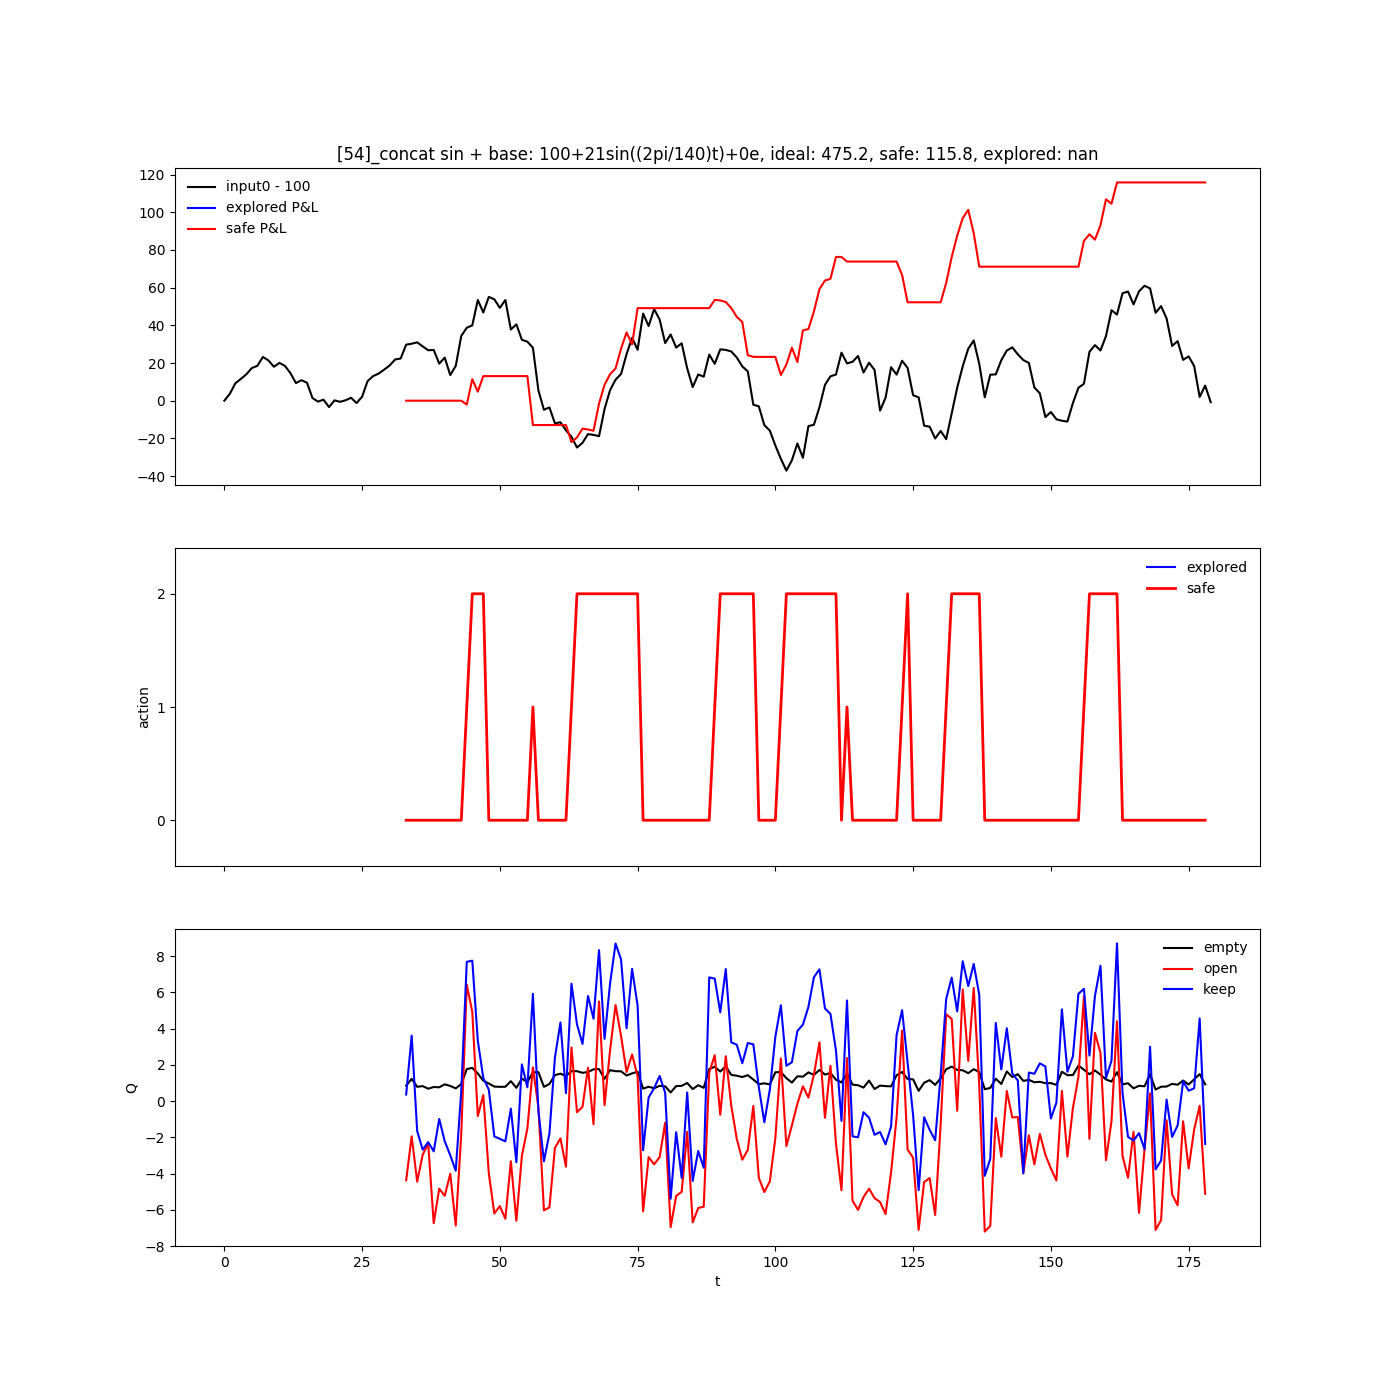 [54]_concat sin + base: 100+21sin((2pi/140)t)+0e, ideal: 475.2, safe: 115.8, explored: nan
120
100
80
60
40
20
0
−20
−40
input0 - 100
explored P&L
safe P&L
2
1
0
action
explored
safe
8
6
4
2
0
−2
−4
−6
−8
Q
empty
open
keep
0 25 50 75 100 125 150 175
t